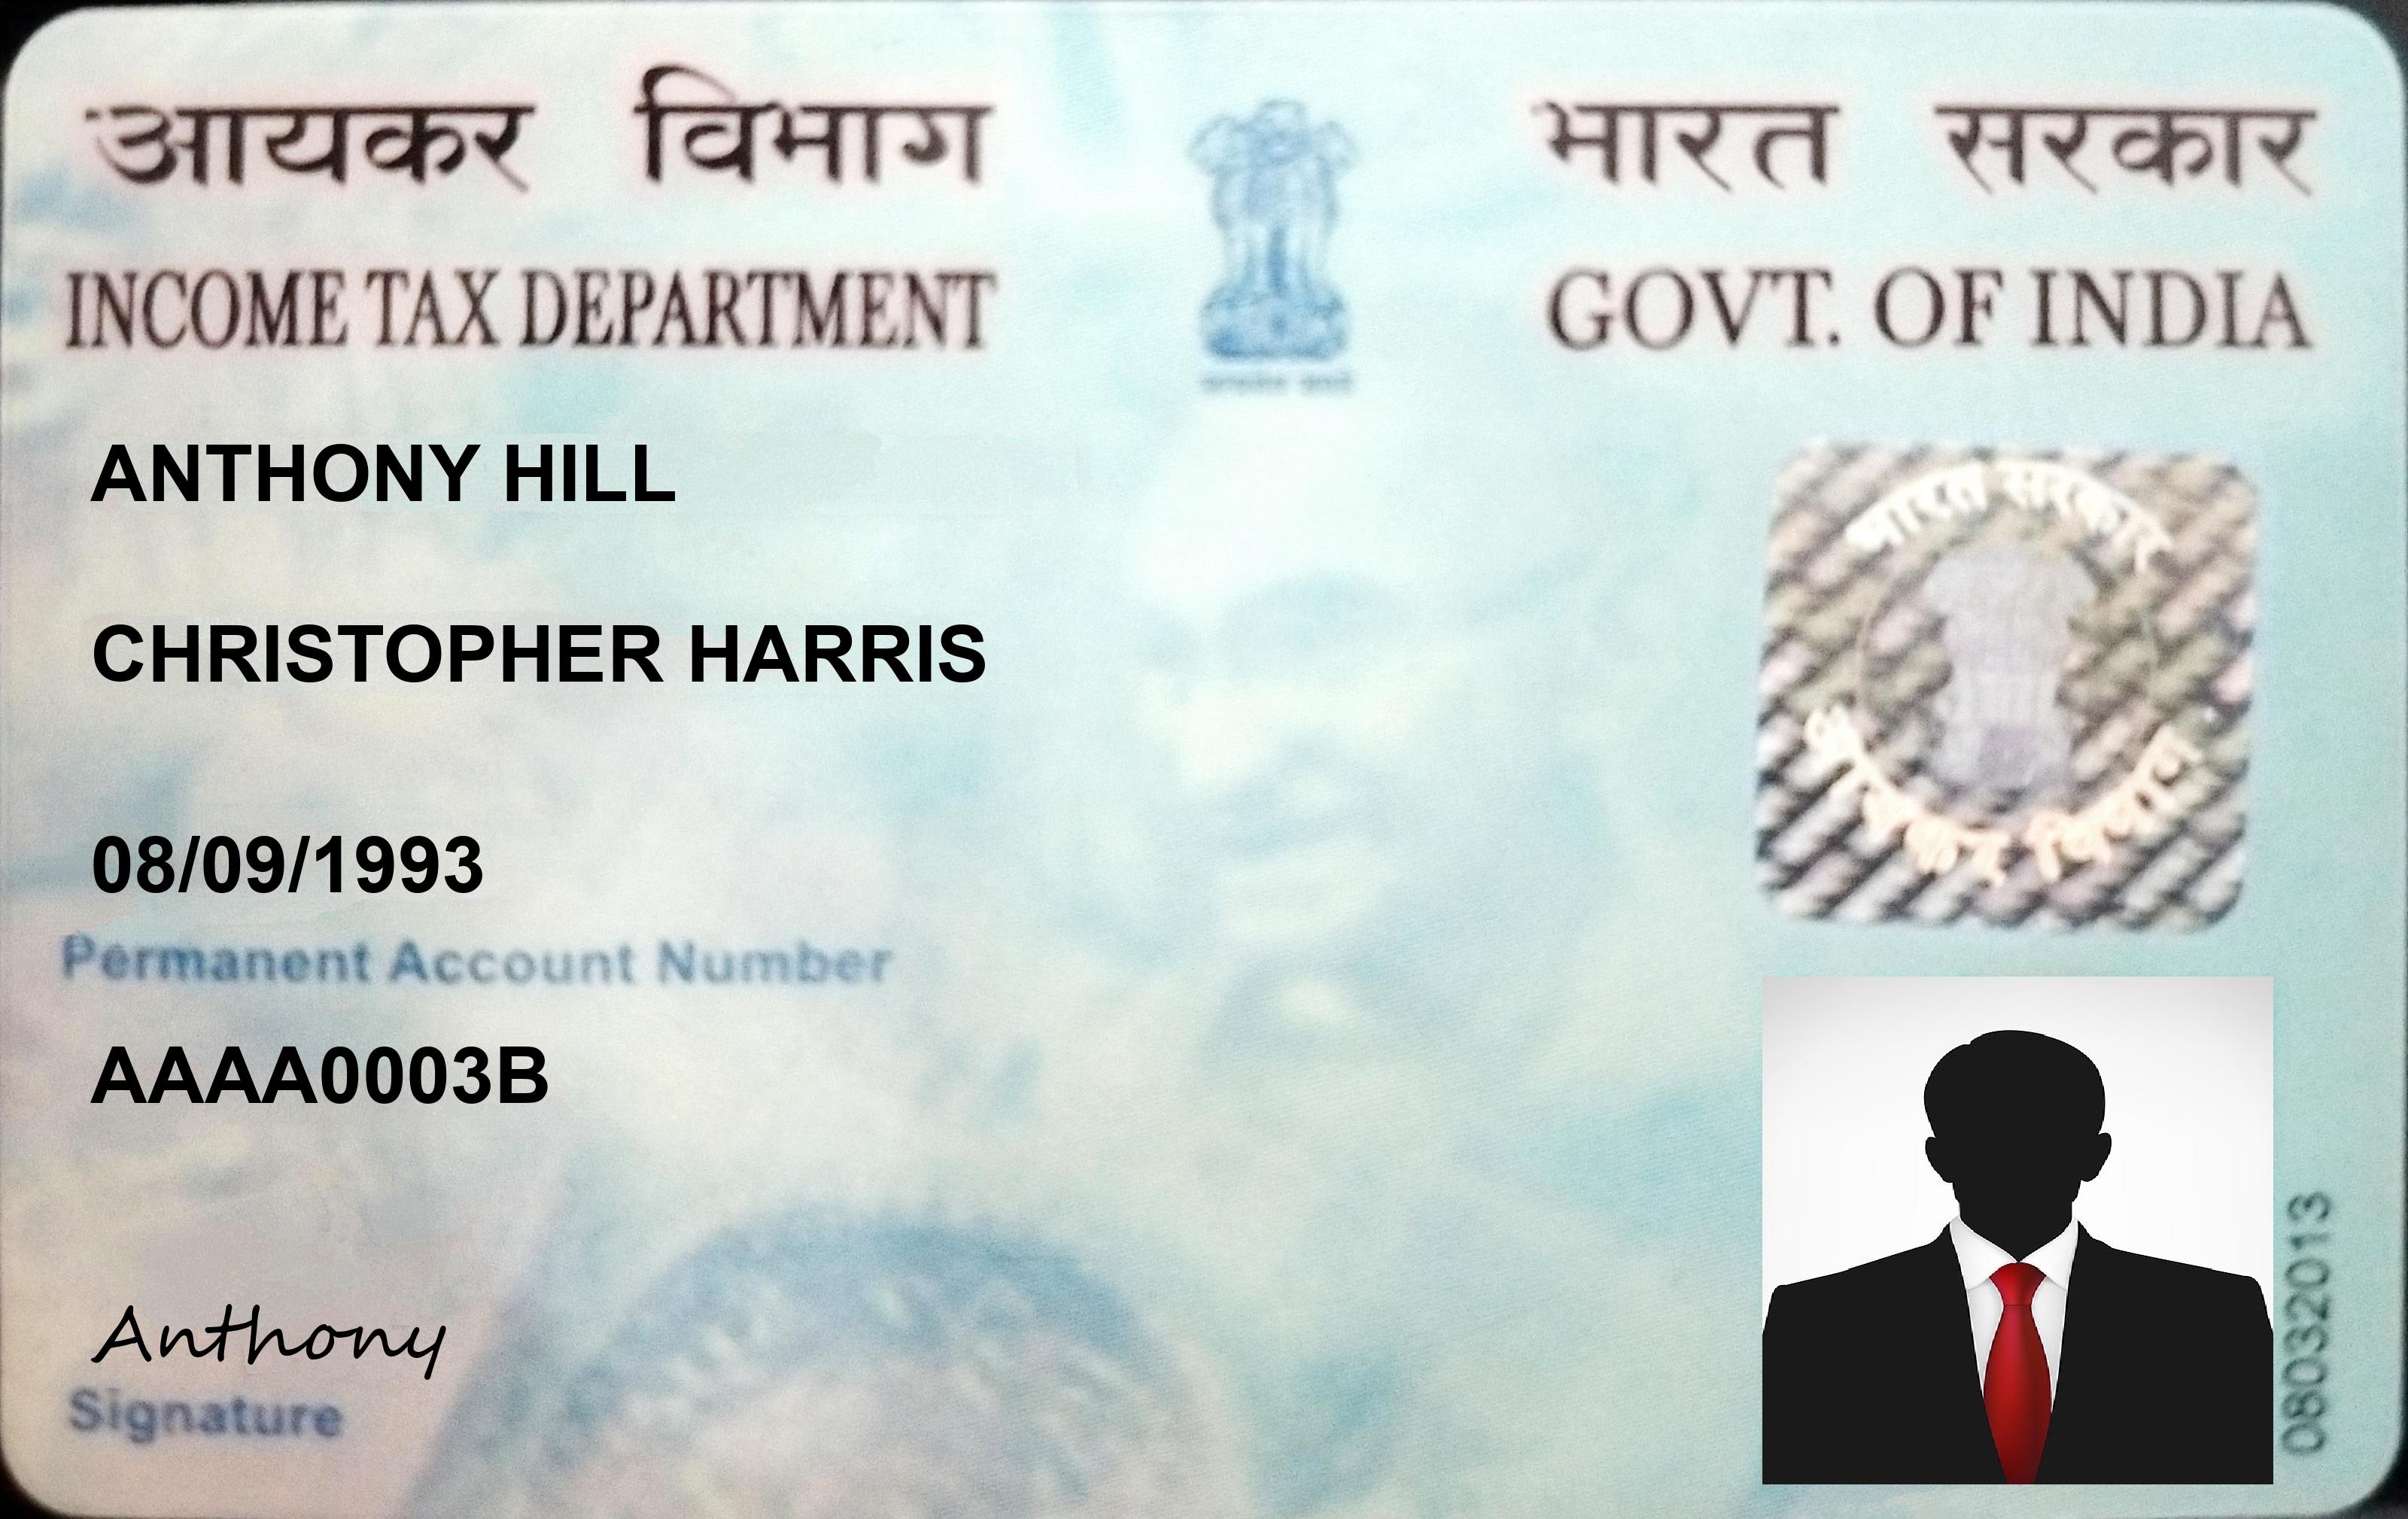 आयकर विभाग
भारत सरकार
INCOME TAX DEPARTMENT
GOVT. OF INDIA
ANTHONY HILL
भारत सरकार
CHRISTOPHER HARRIS
आयकर विभाग
08/09/1993
Permanent Account Number
AAAA0003B
Anthony
Signature
08032013